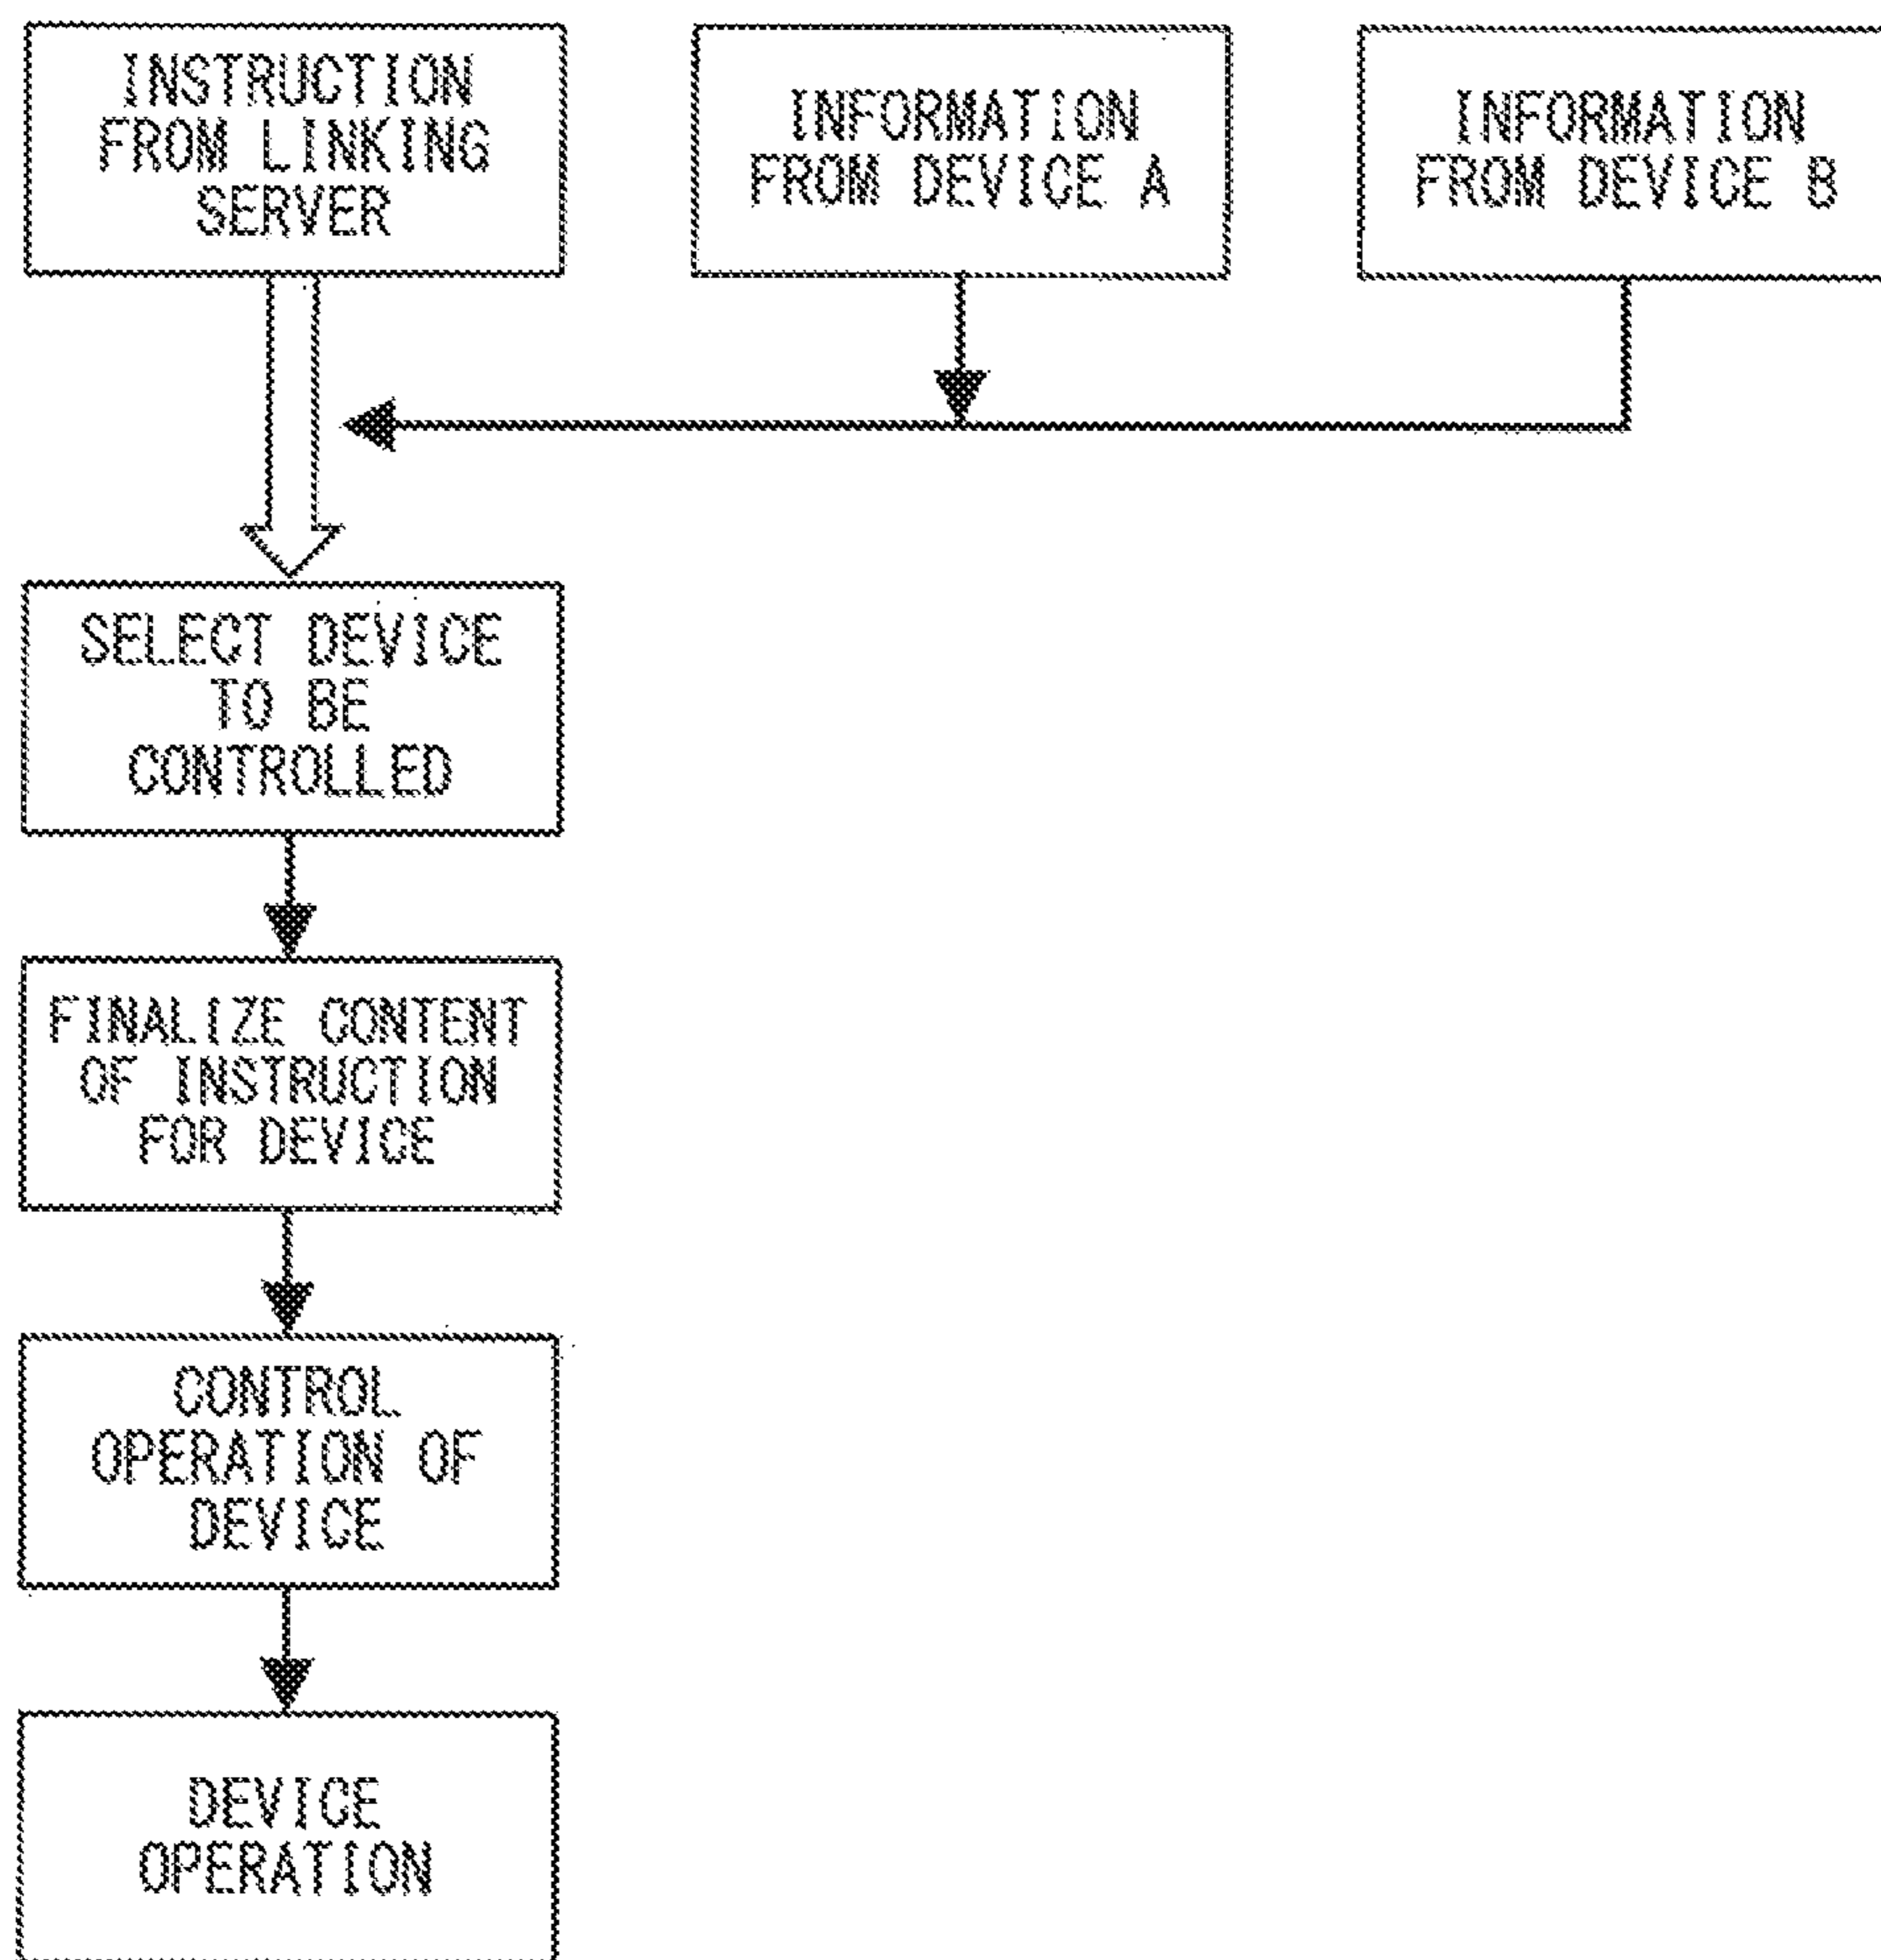 INSTRUCTION
FROM LINKING
SERVER
INFORMATION
FROM DEVICE A
INFORMATION
FROM DEVICE B
SELECT DEVICE
TO BE
CONTROLLED
FINALIZE CONTENT
OF INSTRUCTION
FOR DEVICE
CONTROL
OPERATION OF
DEVICE
DEVICE
OPERATION